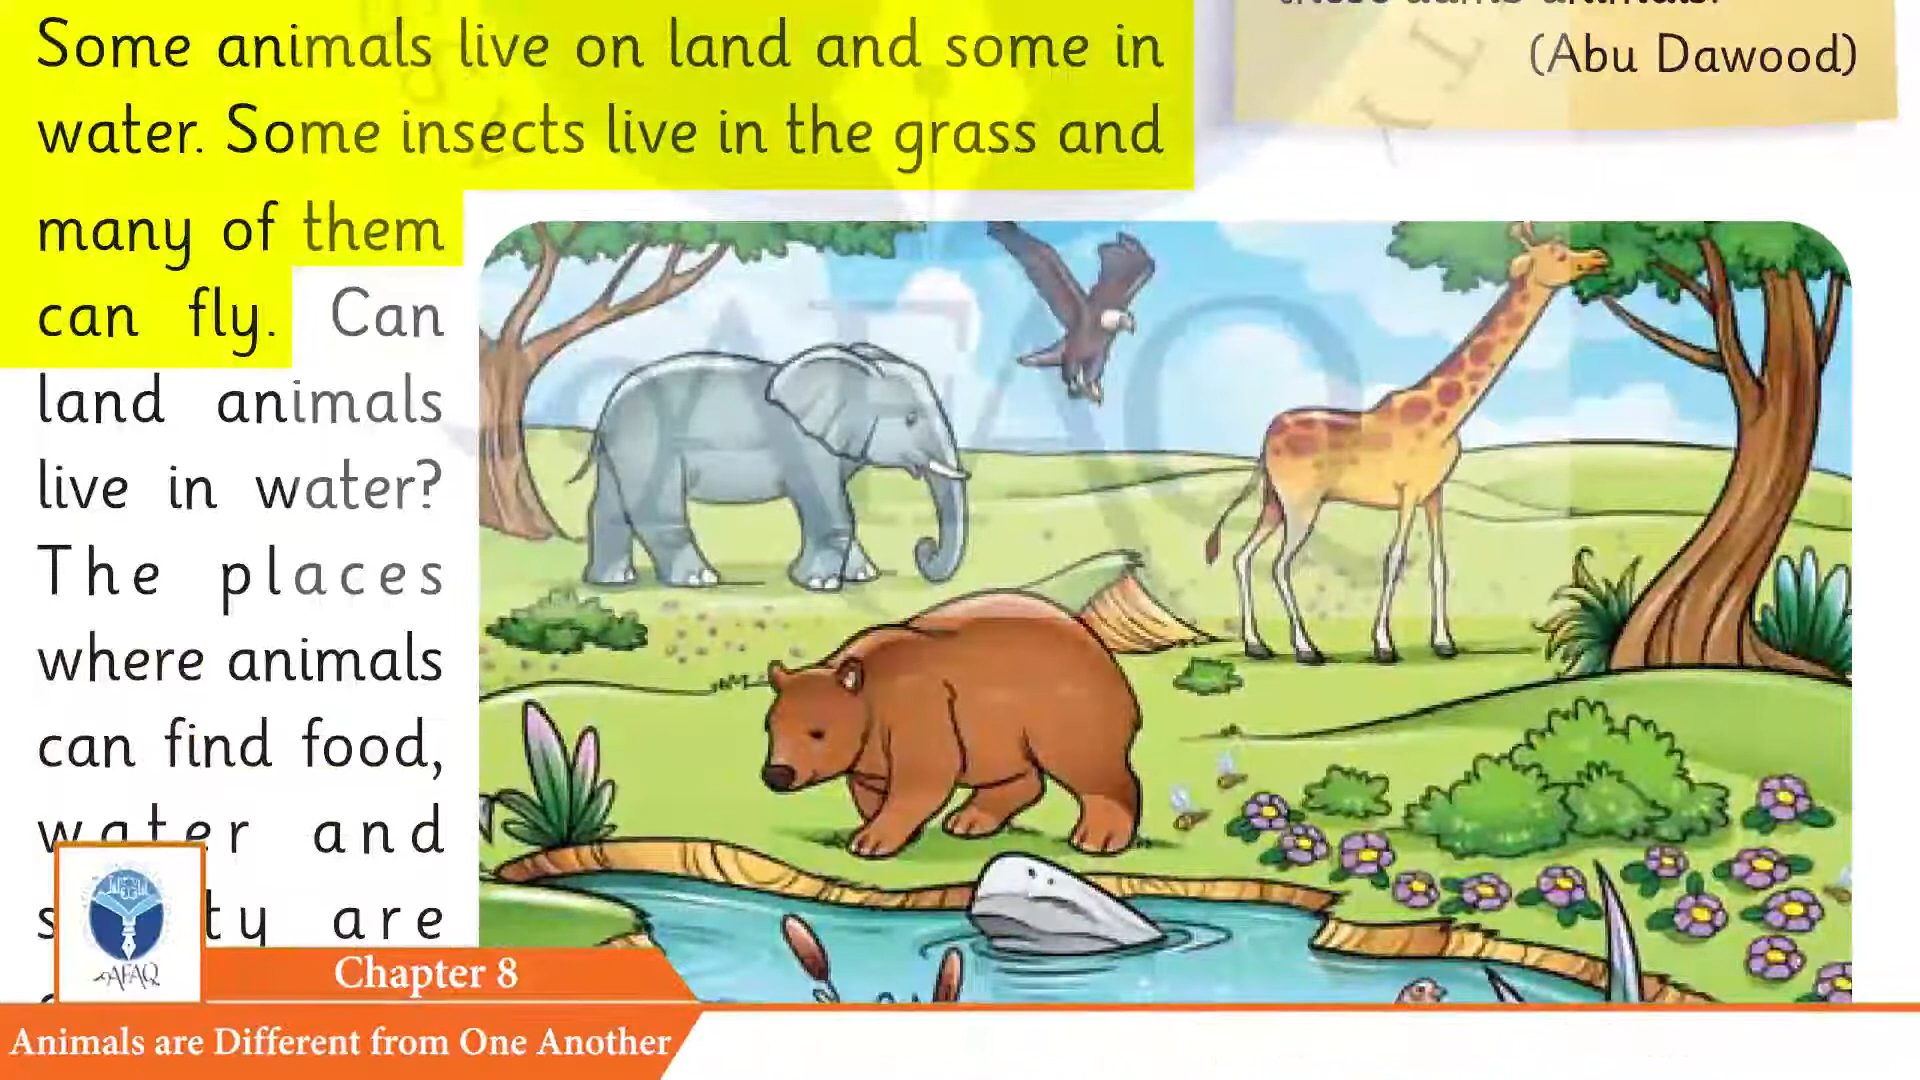 Some animals live on land and some in
water. Some insects live in the grass and
many of them
can fly. Can
land animals
live in water?
The places
where animals
can find food,
water and
are
(Abu Dawood)
AFAQ
Chapter 8
Animals are Different from One Another
AFAQ